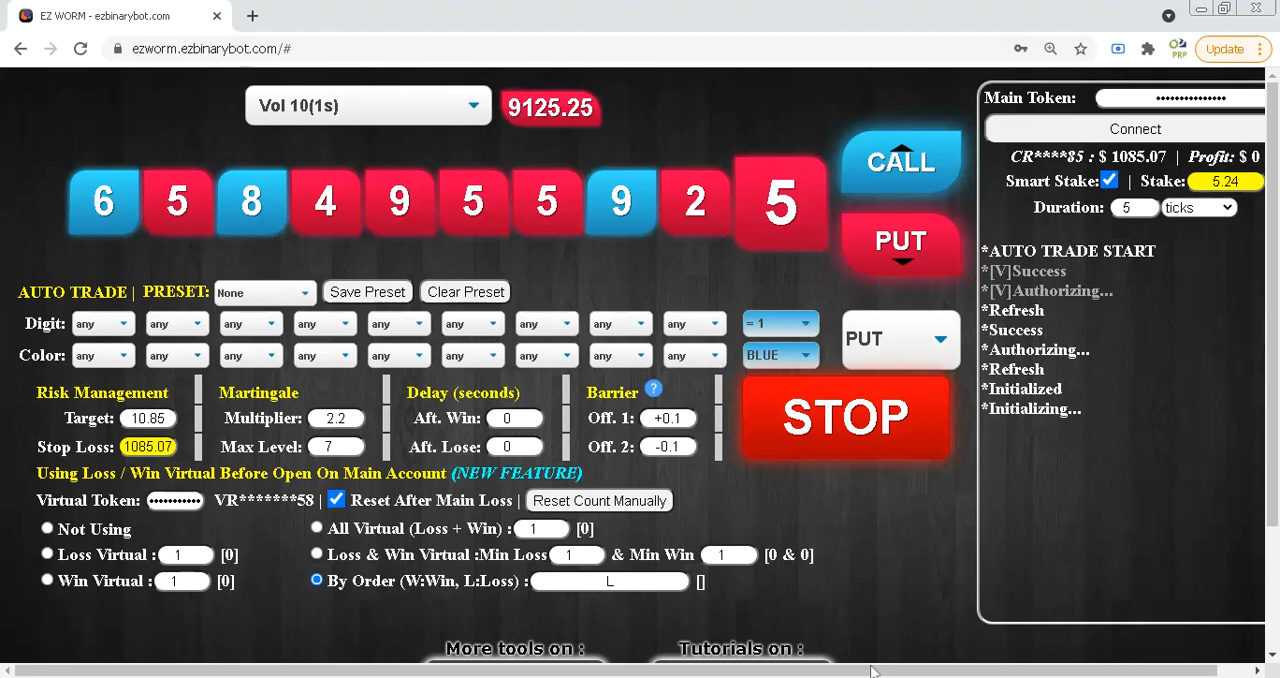 EZ WORM - ezbinarybot.com
ezworm.ezbinarybot.com/#
PRP
Update
Vol 10(1s)
9125.25
6 5 8 4 9 5 5 9 2 5
CALL
PUT
AUTO TRADE | PRESET: None Save Preset Clear Preset
Digit: any any any any any any any any any = 1
Color: any any any any any any any any any BLUE
PUT
Risk Management Martingale Delay (seconds) Barrier ?
Target: 10.85 Multiplier: 2.2 Aft. Win: 0 Off. 1: +0.1
Stop Loss: 1085.07 Max Level: 7 Aft. Lose: 0 Off. 2: -0.1
STOP
Using Loss / Win Virtual Before Open On Main Account (NEW FEATURE)
Virtual Token: •••••••••••• VR*******58 | Reset After Main Loss | Reset Count Manually
Not Using All Virtual (Loss + Win) : 1 [0]
Loss Virtual : 1 [0] Loss & Win Virtual :Min Loss 1 & Min Win 1 [0 & 0]
Win Virtual : 1 [0] By Order (W:Win, L:Loss) : L []
More tools on : Tutorials on :
Main Token: •••••••••••••••
Connect
CR****85 : $ 1085.07 | Profit: $ 0
Smart Stake: | Stake: 5.24
Duration: 5 ticks
*AUTO TRADE START
*[V]Success
*[V]Authorizing...
*Refresh
*Success
*Authorizing...
*Refresh
*Initialized
*Initializing...